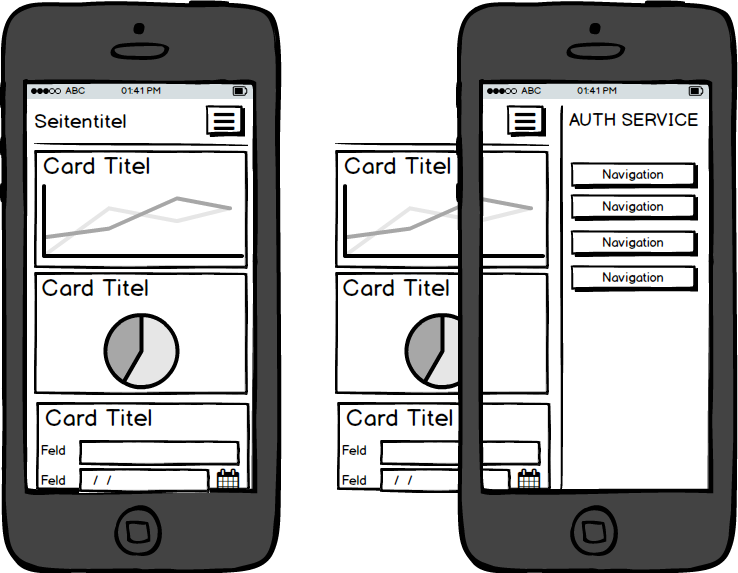 ABC 01:41 PM
Seitentitel
Card Titel
Card Titel
Card Titel
Feld
Feld / /
ABC 01:41 PM
AUTH SERVICE
Card Titel
Navigation
Navigation
Navigation
Navigation
Card Titel
Card Titel
Feld
Feld / /